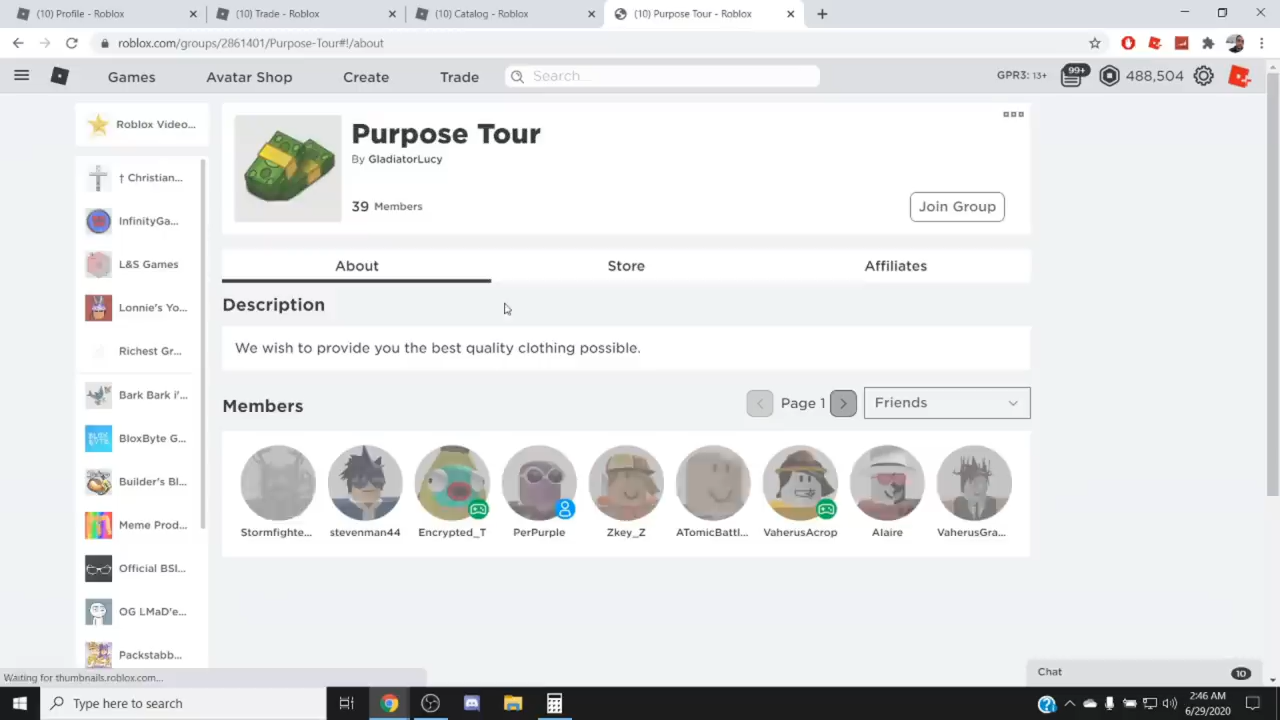 (10) Profile - Roblox
(10) Trade - Roblox
(10) Catalog - Roblox
(10) Purpose Tour - Roblox
roblox.com/groups/2861401/Purpose-Tour#!/about
Games
Avatar Shop
Create
Trade
Search...
GPR3: 13+
99+
488,504
Roblox Video...
† Christian...
InfinityGa...
L&S Games
Lonnie's Yo...
Richest Gr...
Bark Bark i'...
BloxByte G...
Builder's Bl...
Meme Prod...
Official BSI...
OG LMaD'e...
Packstabb...
Purpose Tour
By GladiatorLucy
39 Members
Join Group
About
Store
Affiliates
Description
We wish to provide you the best quality clothing possible.
Members
Page 1
Friends
Stormfighte...
stevenman44
Encrypted_T
PerPurple
Zkey_Z
ATomicBattl...
VaherusAcrop
Alaire
VaherusGra...
Waiting for thumbnails.roblox.com...
Chat
10
Type here to search
2:46 AM
6/29/2020